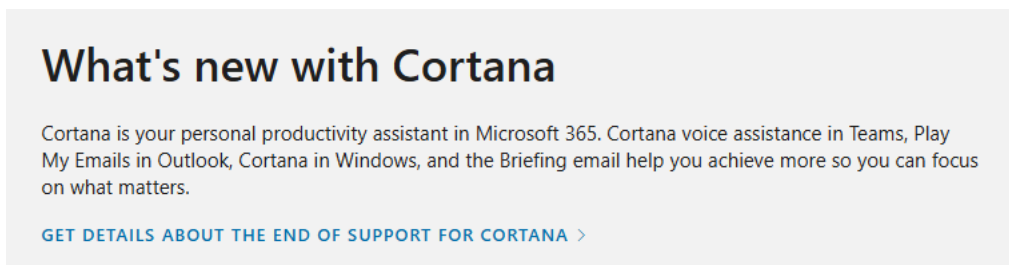 What's new with Cortana
Cortana is your personal productivity assistant in Microsoft 365. Cortana voice assistance in Teams, Play
My Emails in Outlook, Cortana in Windows, and the Briefing email help you achieve more so you can focus
on what matters.
GET DETAILS ABOUT THE END OF SUPPORT FOR CORTANA >